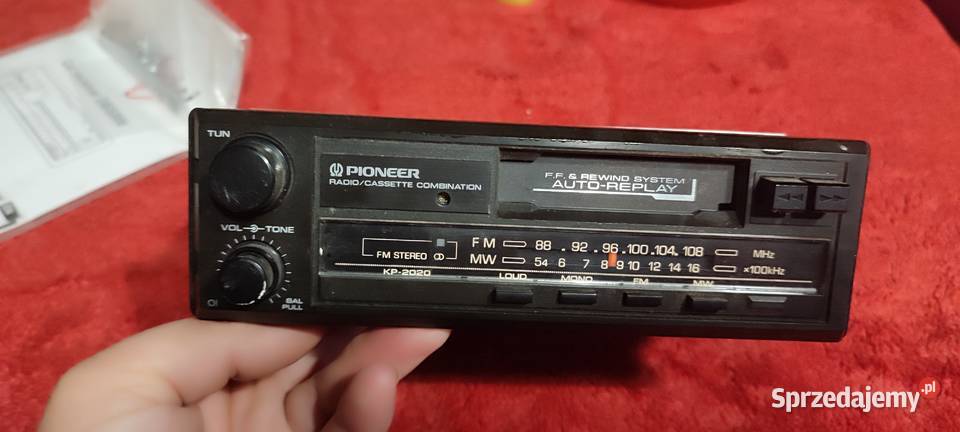 TUN
PIONEER
RADIO/CASSETTE COMBINATION
F.F. & REWIND SYSTEM
AUTO-REPLAY
VOL TONE
FM 88 . 92 . 96 . 100 . 104 . 108 MHz
FM STEREO
MW 54 6 7 8 9 10 12 14 16 ×100kHz
KP-2020 LOUD MONO FM MW
BAL
PULL
Sprzedajemy.pl